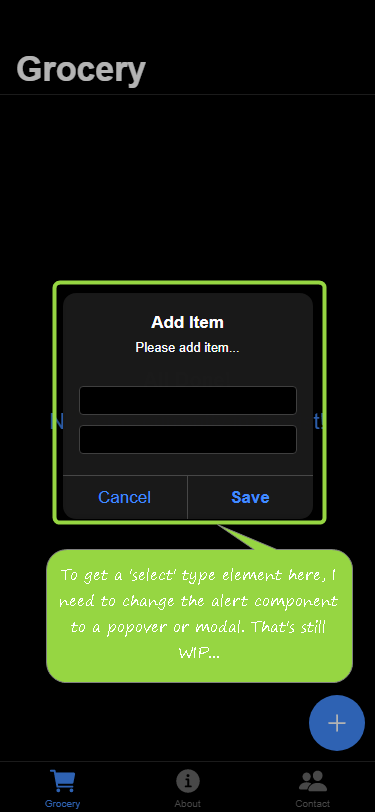 Grocery
Add Item
Please add item...
N t!
Cancel Save
To get a 'select' type element here, I
need to change the alert component
to a popover or modal. That's still
WIP...
Grocery About Contact